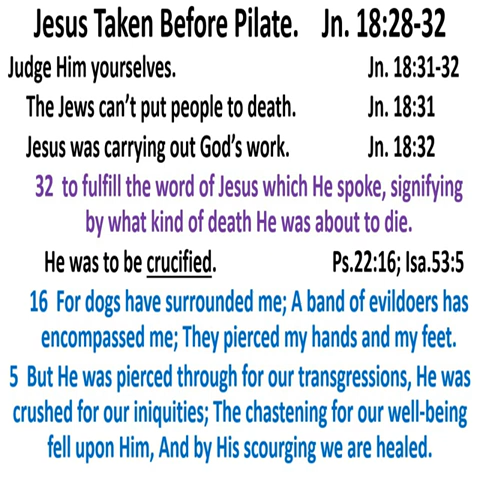 Jesus Taken Before Pilate. Jn. 18:28-32
Judge Him yourselves. Jn. 18:31-32
The Jews can't put people to death. Jn. 18:31
Jesus was carrying out God's work. Jn. 18:32
32 to fulfill the word of Jesus which He spoke, signifying
by what kind of death He was about to die.
He was to be crucified. Ps.22:16; Isa.53:5
16 For dogs have surrounded me; A band of evildoers has
encompassed me; They pierced my hands and my feet.
5 But He was pierced through for our transgressions, He was
crushed for our iniquities; The chastening for our well-being
fell upon Him, And by His scourging we are healed.